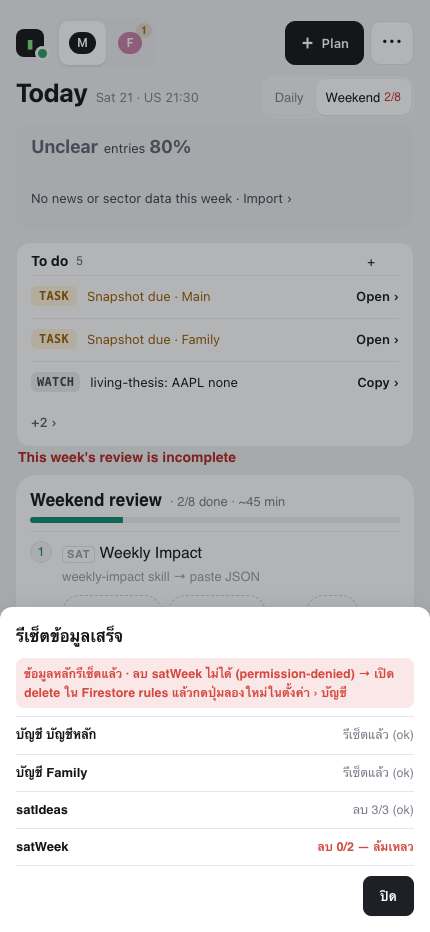 M
F
1
+ Plan
...
Today Sat 21 · US 21:30
Daily
Weekend 2/8
Unclear entries 80%
No news or sector data this week · Import ›
To do 5
+
TASK Snapshot due · Main Open ›
TASK Snapshot due · Family Open ›
WATCH living-thesis: AAPL none Copy ›
+2 ›
This week's review is incomplete
Weekend review · 2/8 done · ~45 min
1 SAT Weekly Impact
weekly-impact skill → paste JSON
รีเซ็ตข้อมูลเสร็จ
ข้อมูลหลักรีเซ็ตแล้ว · ลบ satWeek ไม่ได้ (permission-denied) → เปิด
delete ใน Firestore rules แล้วกดปุ่มลองใหม่ในตั้งค่า › บัญชี
บัญชี บัญชีหลัก รีเซ็ตแล้ว (ok)
บัญชี Family รีเซ็ตแล้ว (ok)
satIdeas ลบ 3/3 (ok)
satWeek ลบ 0/2 — ล้มเหลว
ปิด